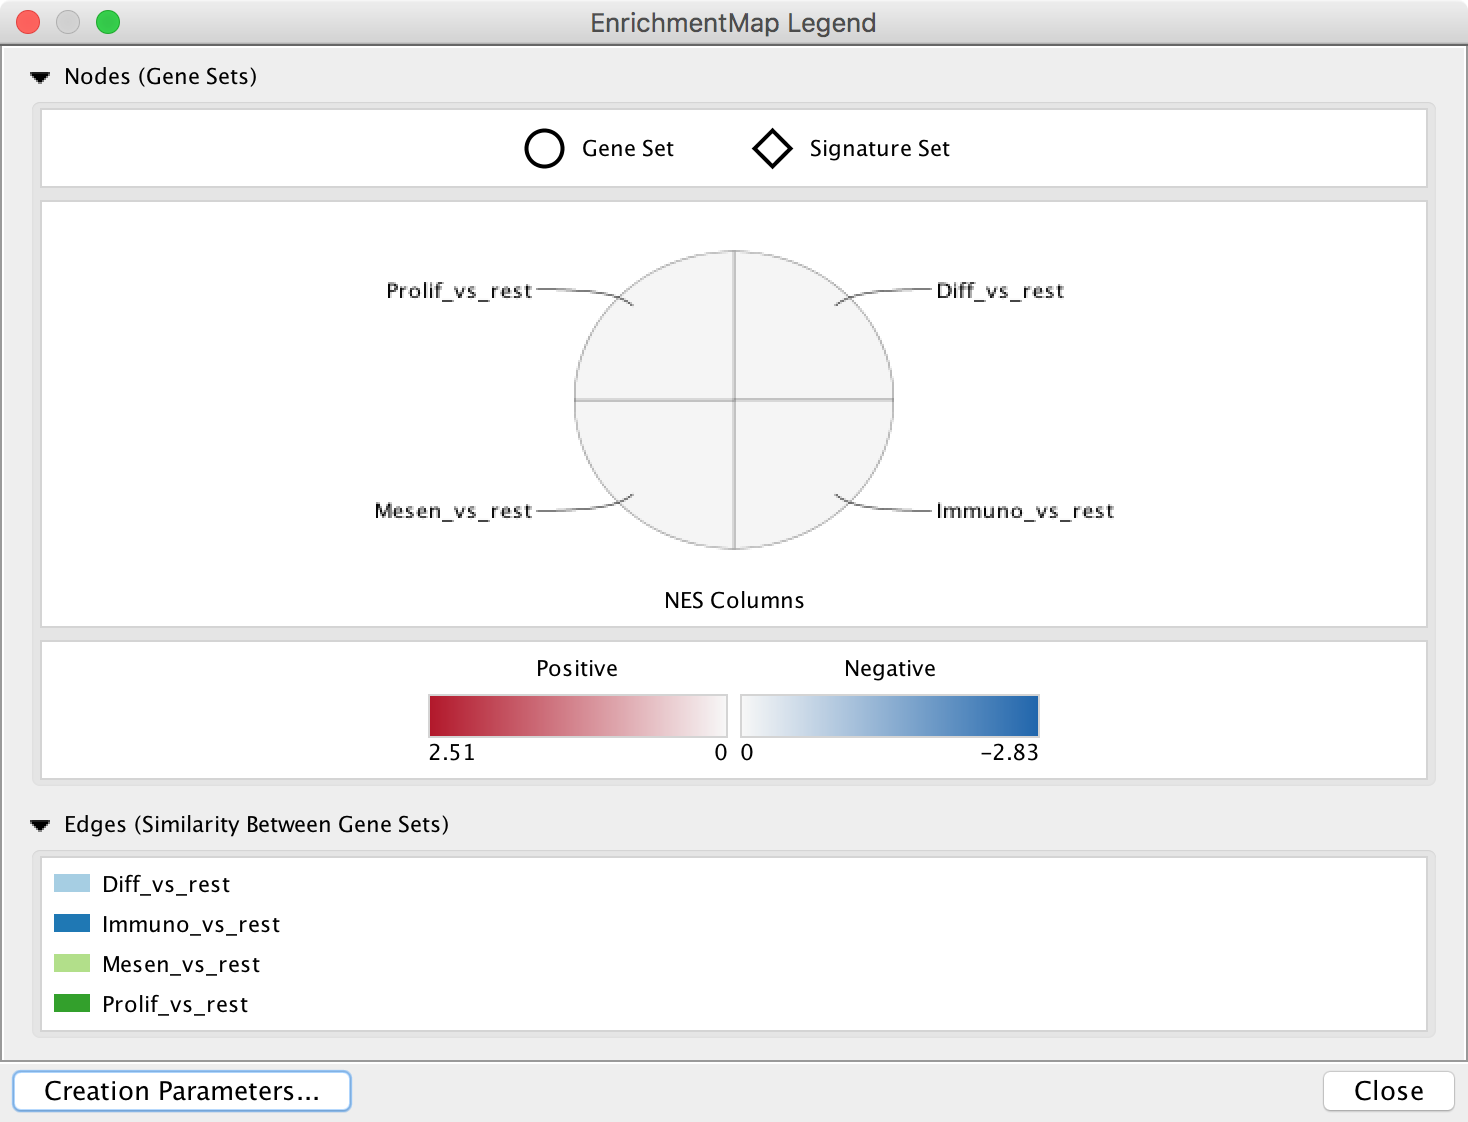 EnrichmentMap Legend
Nodes (Gene Sets)
Gene Set
Signature Set
Prolif_vs_rest
Diff_vs_rest
Mesen_vs_rest
Immuno_vs_rest
NES Columns
Positive
Negative
2.51
0
0
-2.83
Edges (Similarity Between Gene Sets)
Diff_vs_rest
Immuno_vs_rest
Mesen_vs_rest
Prolif_vs_rest
Creation Parameters...
Close